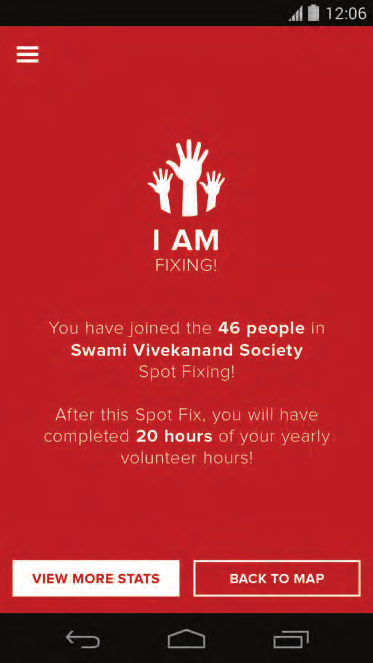 12:06
I AM
FIXING!
You have joined the 46 people in
Swami Vivekanand Society
Spot Fixing!
After this Spot Fix, you will have
completed 20 hours of your yearly
volunteer hours!
VIEW MORE STATS
BACK TO MAP